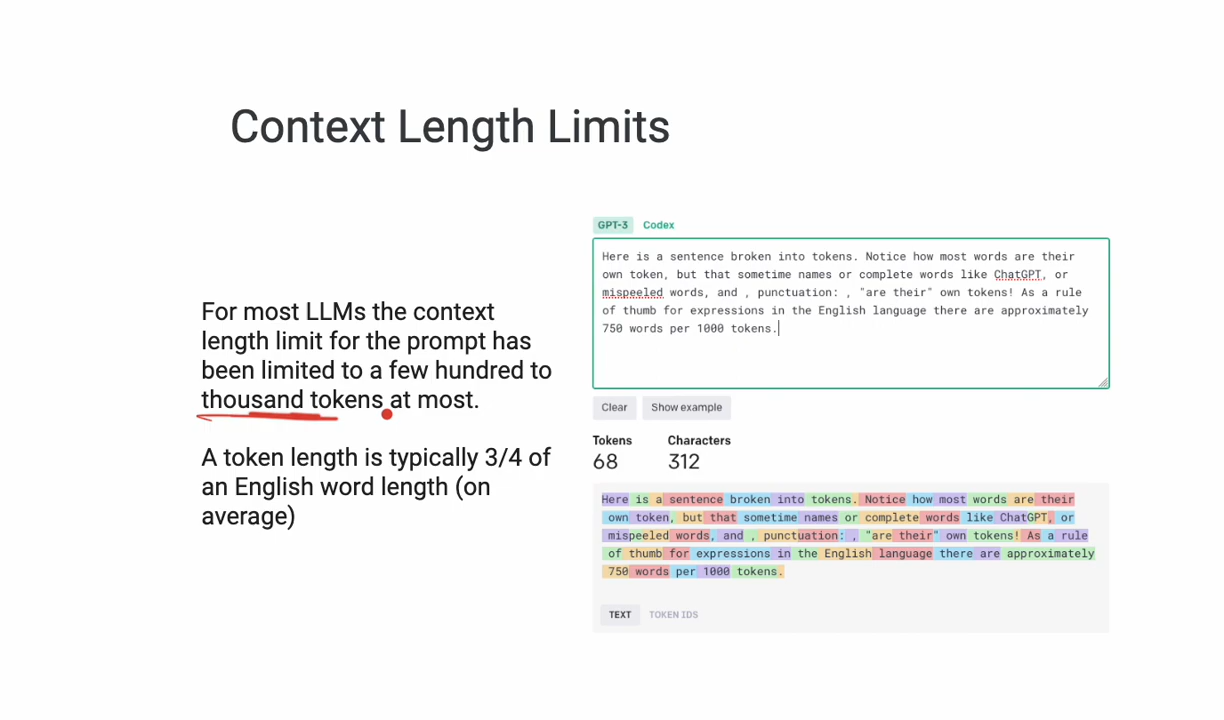 Context Length Limits
For most LLMs the context
length limit for the prompt has
been limited to a few hundred to
thousand tokens at most.
A token length is typically 3/4 of
an English word length (on
average)
GPT-3 Codex
Here is a sentence broken into tokens. Notice how most words are their
own token, but that sometime names or complete words like ChatGPT, or
mispeeled words, and , punctuation: , "are their" own tokens! As a rule
of thumb for expressions in the English language there are approximately
750 words per 1000 tokens.
Clear Show example
Tokens Characters
68 312
Here is a sentence broken into tokens. Notice how most words are their
own token, but that sometime names or complete words like ChatGPT, or
mispeeled words, and , punctuation: , "are their" own tokens! As a rule
of thumb for expressions in the English language there are approximately
750 words per 1000 tokens.
TEXT TOKEN IDS